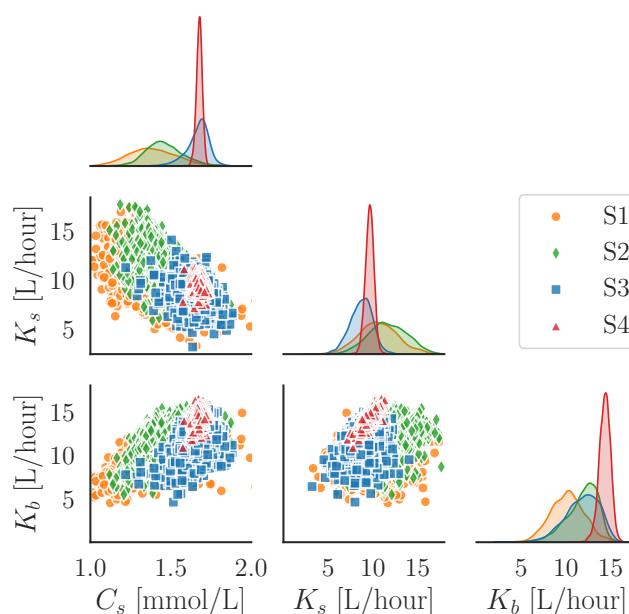 K_s [L/hour]
15
10
5
S1
S2
S3
S4
K_b [L/hour]
15
10
5
1.0 1.5 2.0
5 10 15
5 10 15
C_s [mmol/L]
K_s [L/hour]
K_b [L/hour]